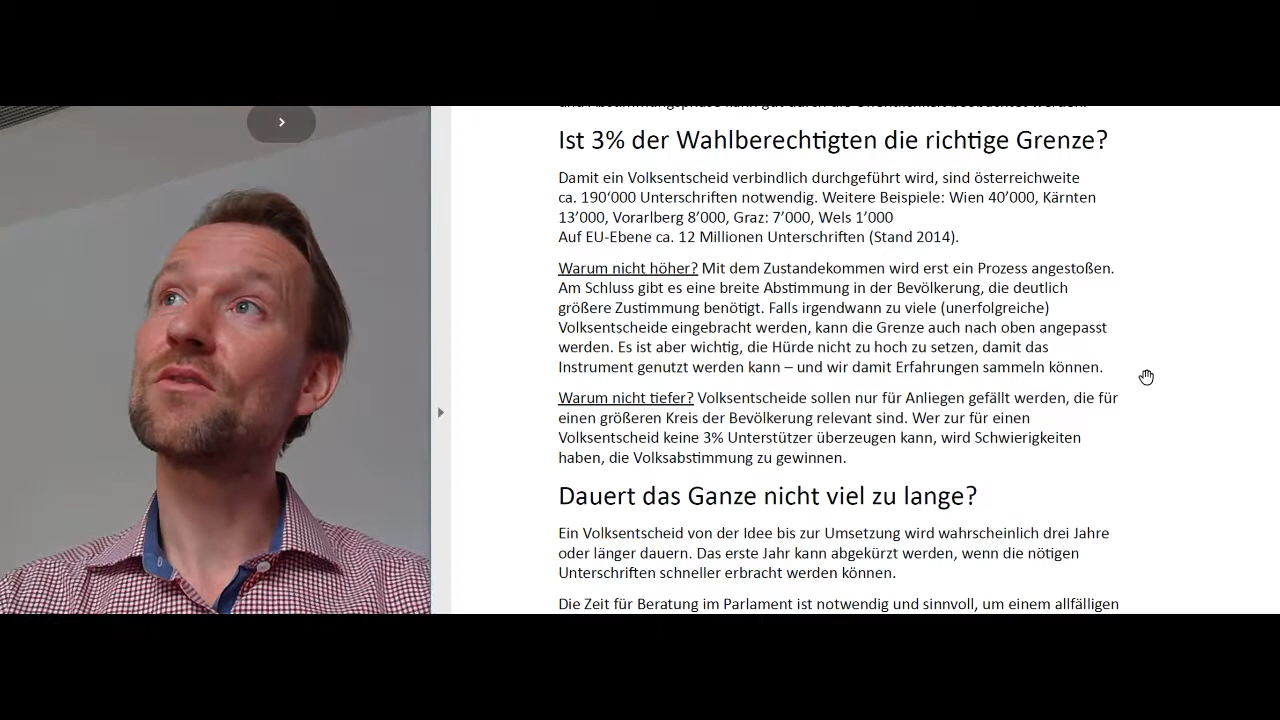 Ist 3% der Wahlberechtigten die richtige Grenze?
Damit ein Volksentscheid verbindlich durchgeführt wird, sind österreichweite
ca. 190‘000 Unterschriften notwendig. Weitere Beispiele: Wien 40’000, Kärnten
13’000, Vorarlberg 8’000, Graz: 7’000, Wels 1’000
Auf EU-Ebene ca. 12 Millionen Unterschriften (Stand 2014).
Warum nicht höher? Mit dem Zustandekommen wird erst ein Prozess angestoßen.
Am Schluss gibt es eine breite Abstimmung in der Bevölkerung, die deutlich
größere Zustimmung benötigt. Falls irgendwann zu viele (unerfolgreiche)
Volksentscheide eingebracht werden, kann die Grenze auch nach oben angepasst
werden. Es ist aber wichtig, die Hürde nicht zu hoch zu setzen, damit das
Instrument genutzt werden kann – und wir damit Erfahrungen sammeln können.
Warum nicht tiefer? Volksentscheide sollen nur für Anliegen gefällt werden, die für
einen größeren Kreis der Bevölkerung relevant sind. Wer zur für einen
Volksentscheid keine 3% Unterstützer überzeugen kann, wird Schwierigkeiten
haben, die Volksabstimmung zu gewinnen.
Dauert das Ganze nicht viel zu lange?
Ein Volksentscheid von der Idee bis zur Umsetzung wird wahrscheinlich drei Jahre
oder länger dauern. Das erste Jahr kann abgekürzt werden, wenn die nötigen
Unterschriften schneller erbracht werden können.
Die Zeit für Beratung im Parlament ist notwendig und sinnvoll, um einem allfälligen